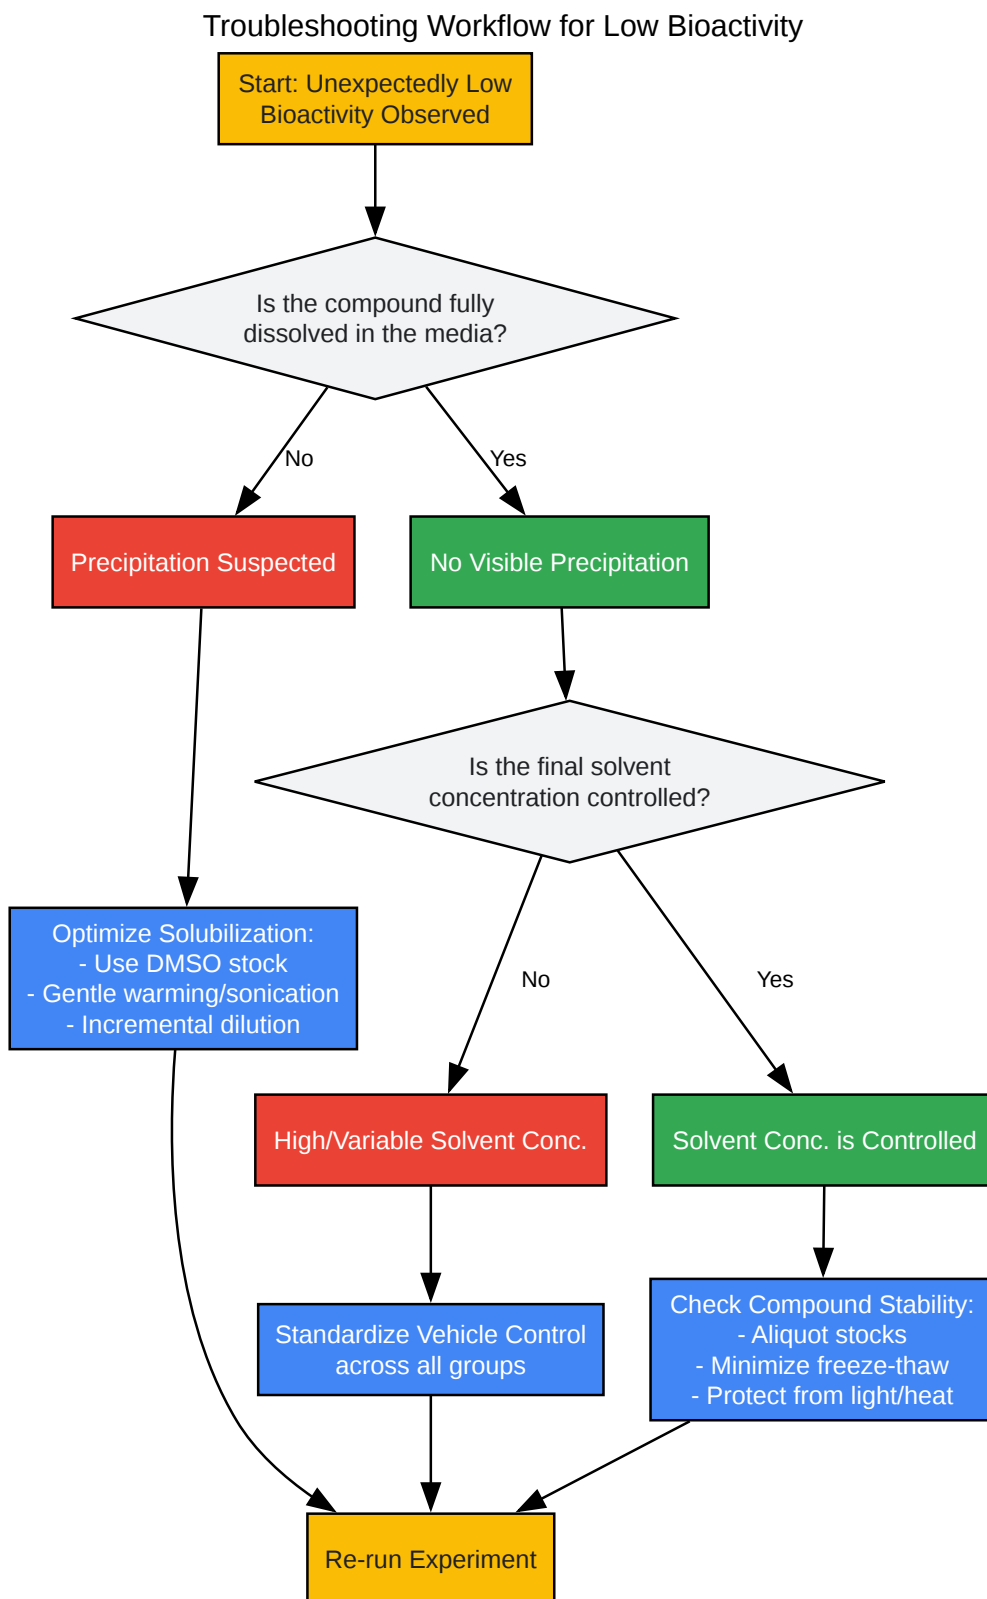 Troubleshooting Workflow for Low Bioactivity
Start: Unexpectedly Low
Bioactivity Observed
Is the compound fully
dissolved in the media?
No
Yes
Precipitation Suspected
No Visible Precipitation
Is the final solvent
concentration controlled?
Optimize Solubilization:
- Use DMSO stock
- Gentle warming/sonication
- Incremental dilution
No
Yes
High/Variable Solvent Conc.
Solvent Conc. is Controlled
Standardize Vehicle Control
across all groups
Check Compound Stability:
- Aliquot stocks
- Minimize freeze-thaw
- Protect from light/heat
Re-run Experiment